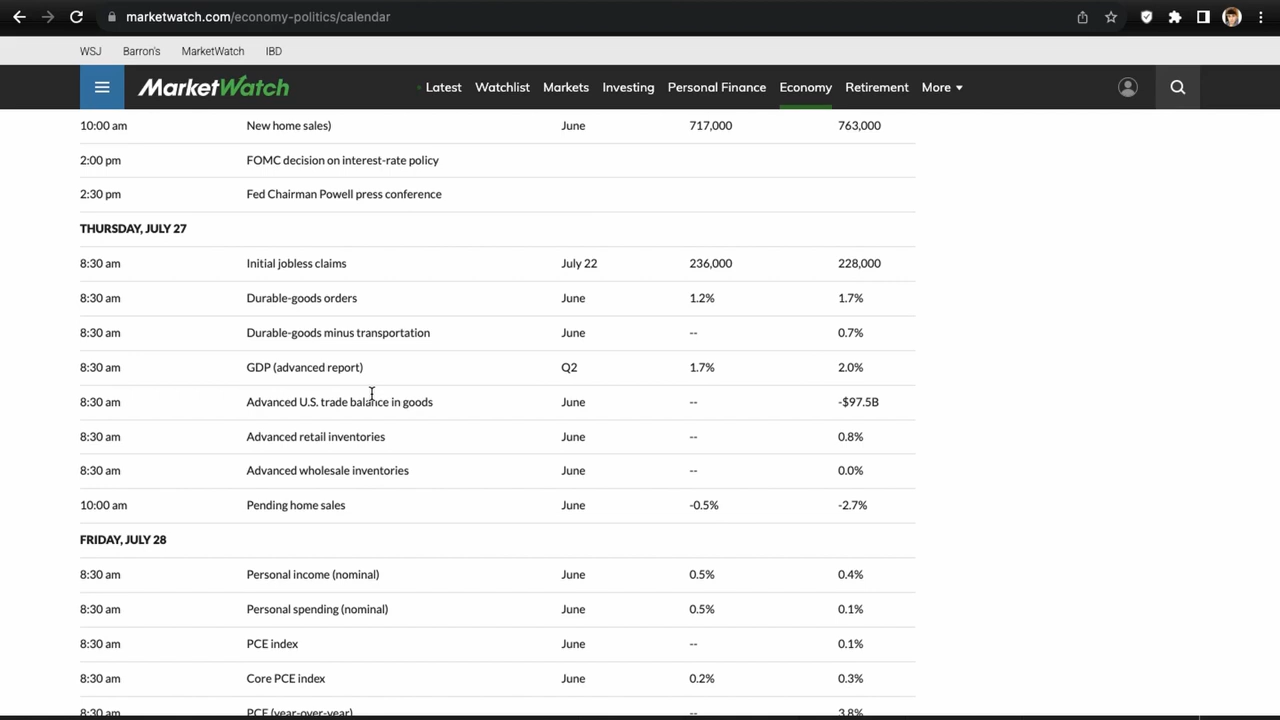 marketwatch.com/economy-politics/calendar
WSJ Barron's MarketWatch IBD
MarketWatch Latest Watchlist Markets Investing Personal Finance Economy Retirement More
10:00 am New home sales) June 717,000 763,000
2:00 pm FOMC decision on interest-rate policy
2:30 pm Fed Chairman Powell press conference
THURSDAY, JULY 27
8:30 am Initial jobless claims July 22 236,000 228,000
8:30 am Durable-goods orders June 1.2% 1.7%
8:30 am Durable-goods minus transportation June -- 0.7%
8:30 am GDP (advanced report) Q2 1.7% 2.0%
8:30 am Advanced U.S. trade balance in goods June -- -$97.5B
8:30 am Advanced retail inventories June -- 0.8%
8:30 am Advanced wholesale inventories June -- 0.0%
10:00 am Pending home sales June -0.5% -2.7%
FRIDAY, JULY 28
8:30 am Personal income (nominal) June 0.5% 0.4%
8:30 am Personal spending (nominal) June 0.5% 0.1%
8:30 am PCE index June -- 0.1%
8:30 am Core PCE index June 0.2% 0.3%
8:30 am PCE (year-over-year) -- 3.8%